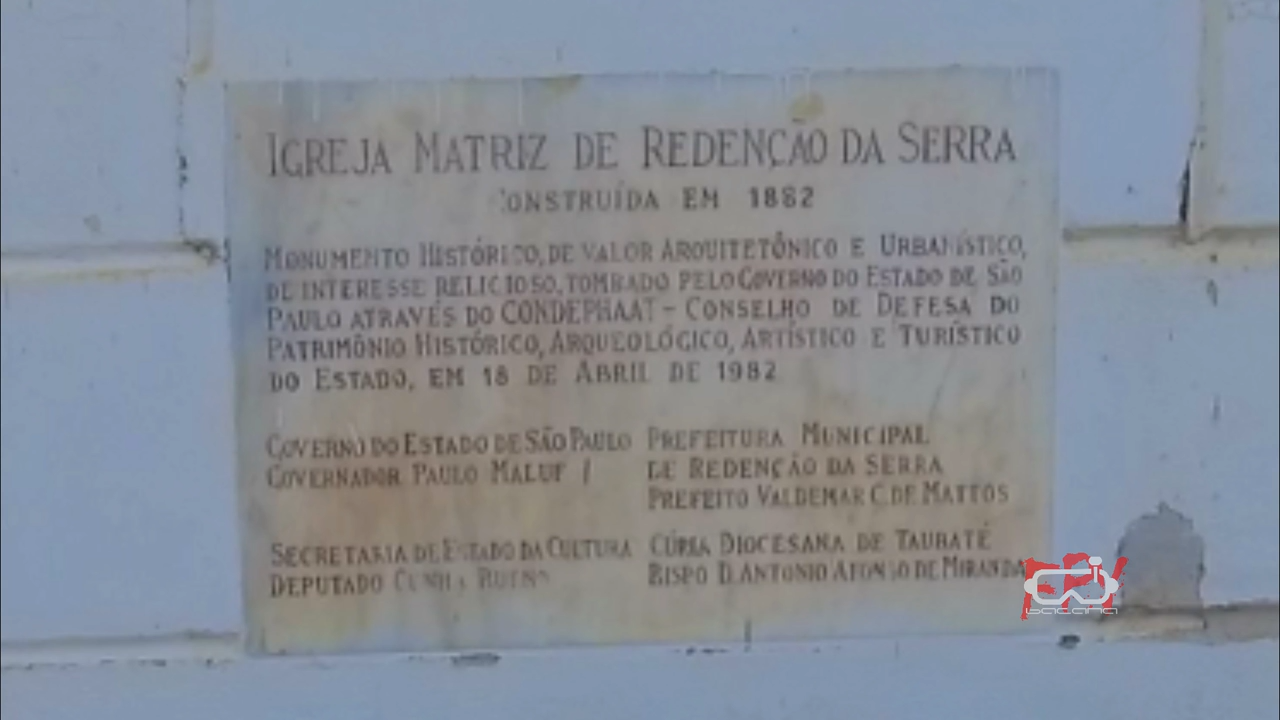 IGREJA MATRIZ DE REDENÇÃO DA SERRA
CONSTRUÍDA EM 1882
MONUMENTO HISTÓRICO, DE VALOR ARQUITETÔNICO E URBANÍSTICO,
DE INTERESSE RELIGIOSO, TOMBADO PELO GOVERNO DO ESTADO DE SÃO
PAULO ATRAVÉS DO CONDEPHAAT - CONSELHO DE DEFESA DO
PATRIMÔNIO HISTÓRICO, ARQUEOLÓGICO, ARTÍSTICO E TURÍSTICO
DO ESTADO, EM 18 DE ABRIL DE 1982
GOVERNO DO ESTADO DE SÃO PAULO
GOVERNADOR PAULO MALUF
PREFEITURA MUNICIPAL
DE REDENÇÃO DA SERRA
PREFEITO VALDEMAR C. DE MATTOS
SECRETARIA DE ESTADO DA CULTURA
DEPUTADO CUNHA BUENO
CÚRIA DIOCESANA DE TAUBATÉ
BISPO D. ANTONIO AFONSO DE MIRANDA
FPV
bacana